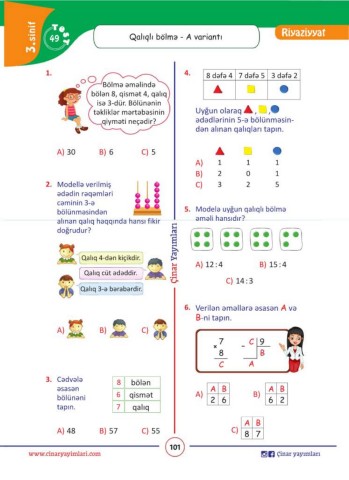 3. sinif
TEST
49
Qalıqlı bölmə - A variantı
Riyaziyyat
1.
Bölmə əməlində
bölən 8, qismət 4, qalıq
isə 3-dür. Bölünənin
təkliklər mərtəbəsinin
qiyməti neçədir?
A) 30 B) 6 C) 5
2. Modellə verilmiş
ədədin rəqəmləri
cəminin 3-ə
bölünməsindən
alınan qalıq haqqında hansı fikir
doğrudur?
Qalıq 4-dən kiçikdir.
Qalıq cüt ədəddir.
Qalıq 3-ə bərabərdir.
A) B) C)
3. Cədvələ
əsasən
bölünəni
tapın.
8 bölən
6 qismət
7 qalıq
A) 48 B) 57 C) 55
Çinar Yayımları
4.
8 dəfə 4 7 dəfə 5 3 dəfə 2
Uyğun olaraq , ,
ədədlərinin 5-ə bölünməsin-
dən alınan qalıqları tapın.
A) 1 1 1
B) 2 0 1
C) 3 2 5
5. Modelə uyğun qalıqlı bölmə
əməli hansıdır?
A) 12 : 4 B) 15 : 4
C) 14 : 3
6. Verilən əməllərə əsasən A və
B-ni tapın.
× 7
8
C
– C 9
B
A
A) A B
2 6
B) A B
6 2
C) A B
8 7
www.cinaryayimlari.com
101
Çinar yayımları